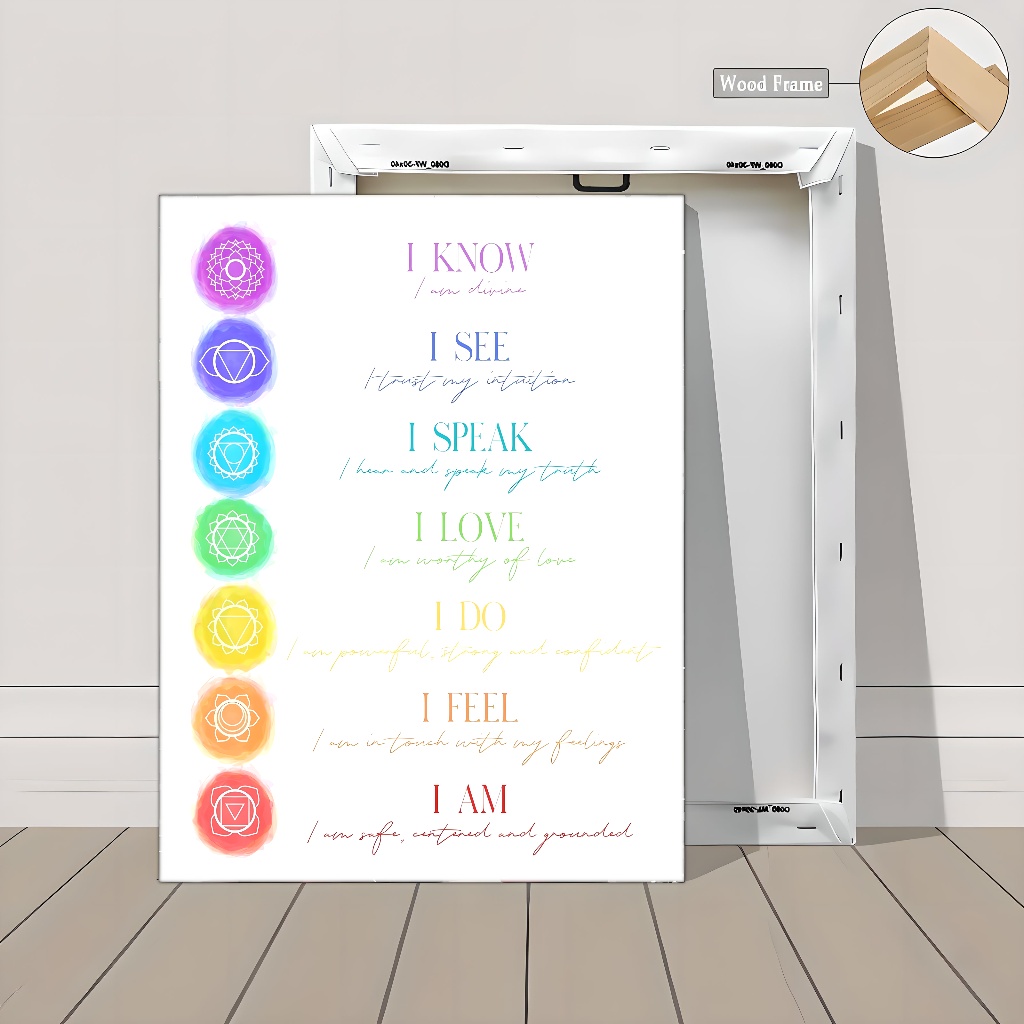 Wood Frame
I KNOW
I am divine
I SEE
I trust my intuition
I SPEAK
I hear and speak my truth
I LOVE
I am worthy of love
I DO
I am powerful, strong and confident
I FEEL
I am in touch with my feelings
I AM
I am safe, centered and grounded